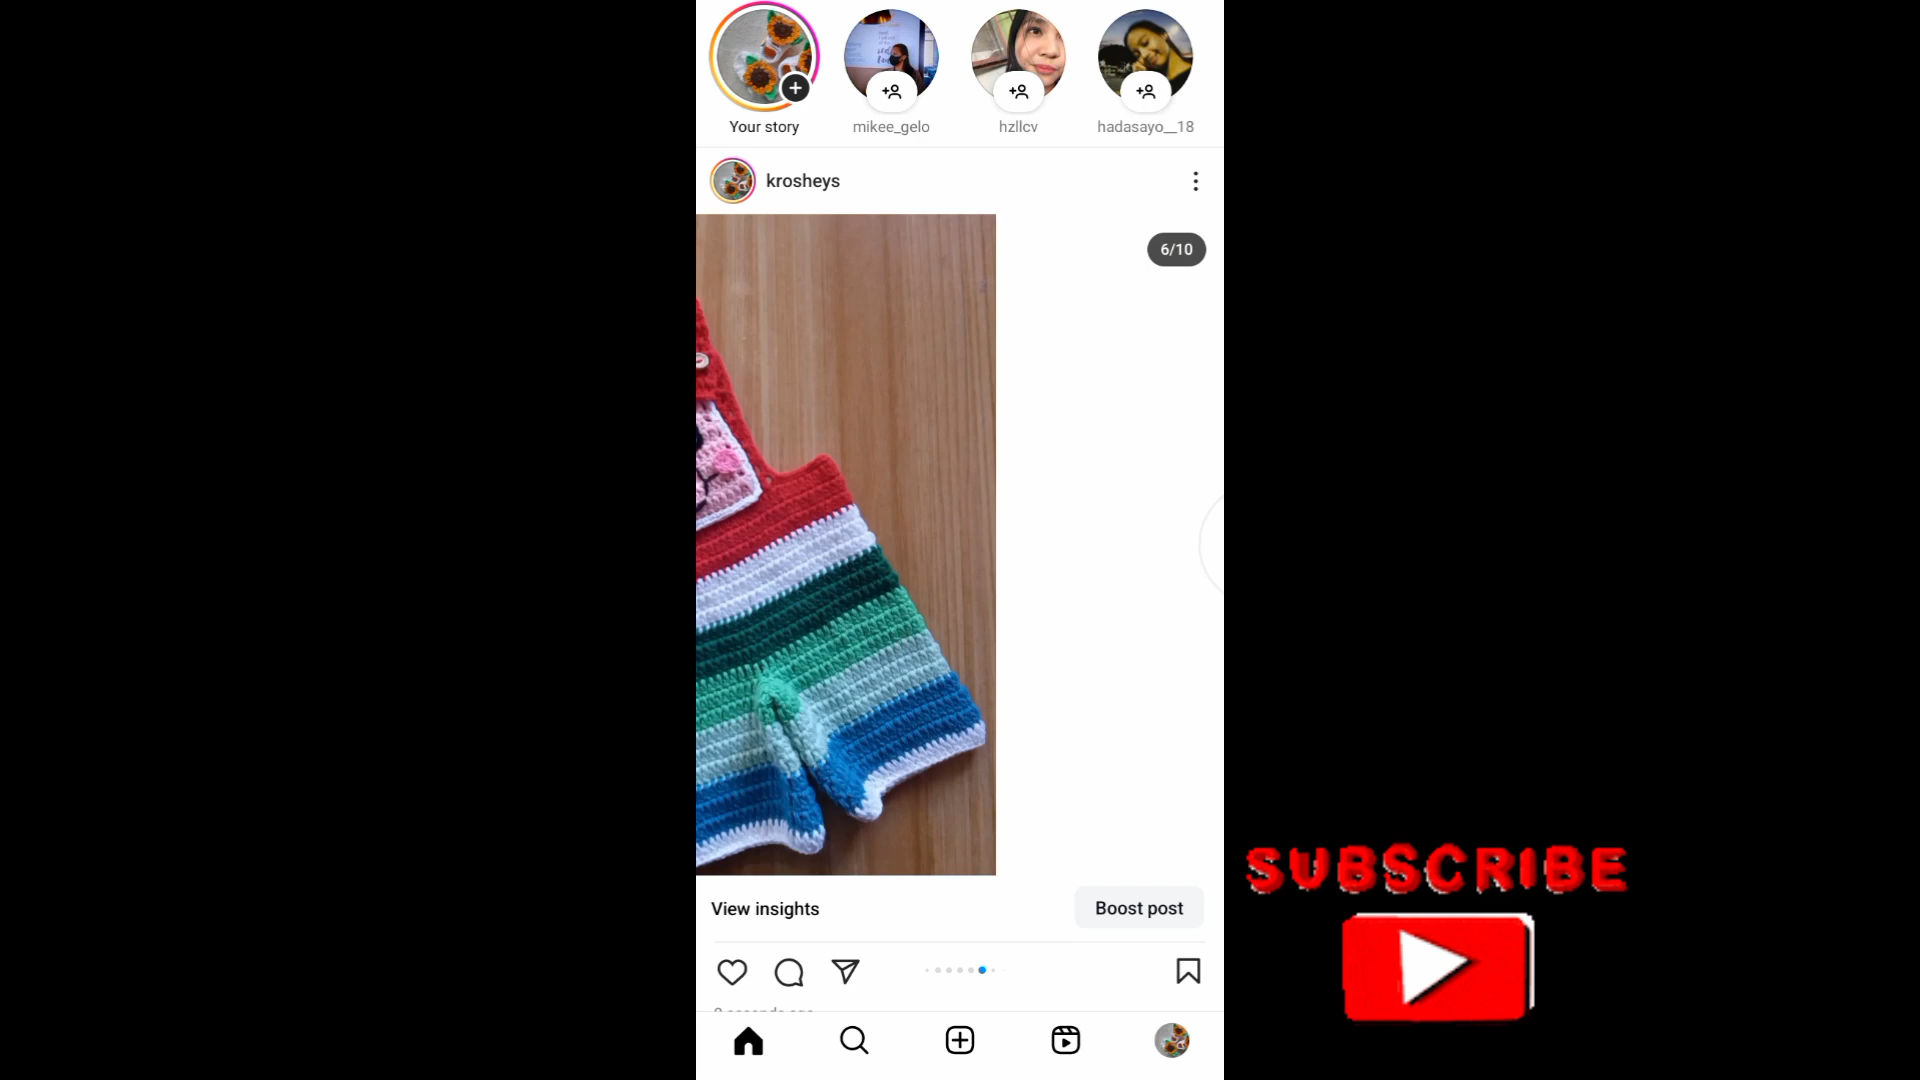 Your story
mikee_gelo
hzllcv
hadasayo__18
krosheys
6/10
View insights
Boost post
SUBSCRIBE